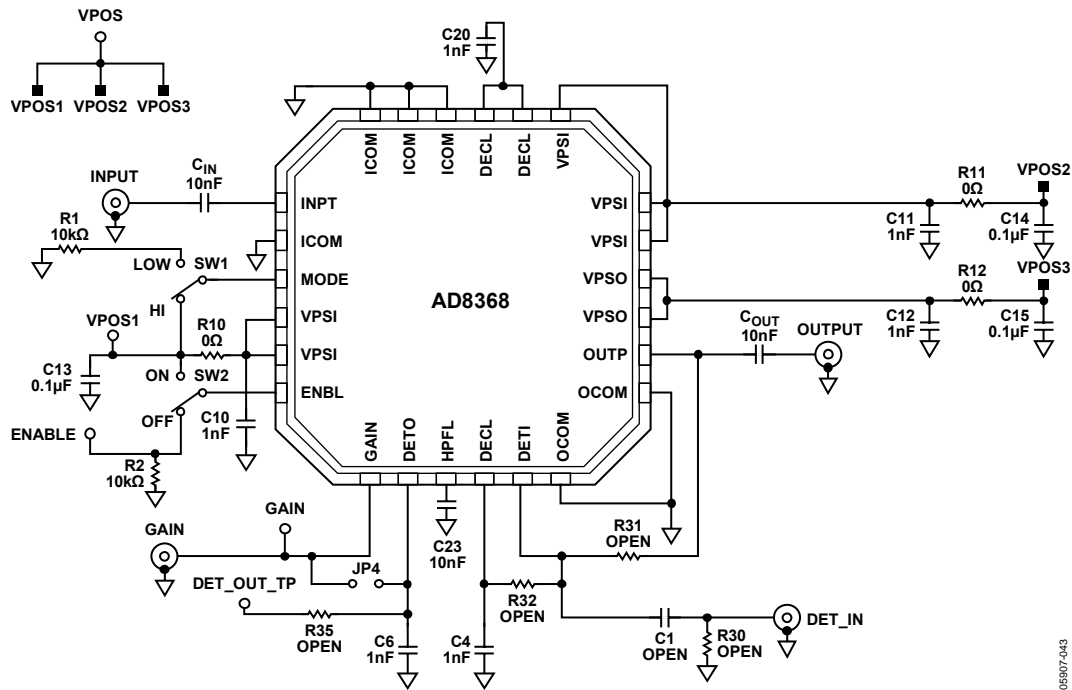 VPOS
VPOS1 VPOS2 VPOS3
C20
1nF
ICOM ICOM ICOM DECL DECL VPSI
CIN
10nF
INPUT
INPT
ICOM
MODE
VPSI
VPSI
ENBL
R1
10kΩ
LOW SW1
HI
VPOS1
R10
0Ω
C13
0.1µF
ON SW2
OFF
C10
1nF
ENABLE
R2
10kΩ
AD8368
VPSI
VPSI
VPSO
VPSO
OUTP
OCOM
R11
0Ω
VPOS2
C11
1nF
C14
0.1µF
R12
0Ω
VPOS3
C12
1nF
C15
0.1µF
COUT
10nF
OUTPUT
GAIN DETO HPFL DECL DETI OCOM
GAIN
GAIN
JP4
C23
10nF
R31
OPEN
DET_OUT_TP
R35
OPEN
C6
1nF
C4
1nF
R32
OPEN
C1
OPEN
R30
OPEN
DET_IN
05907-043